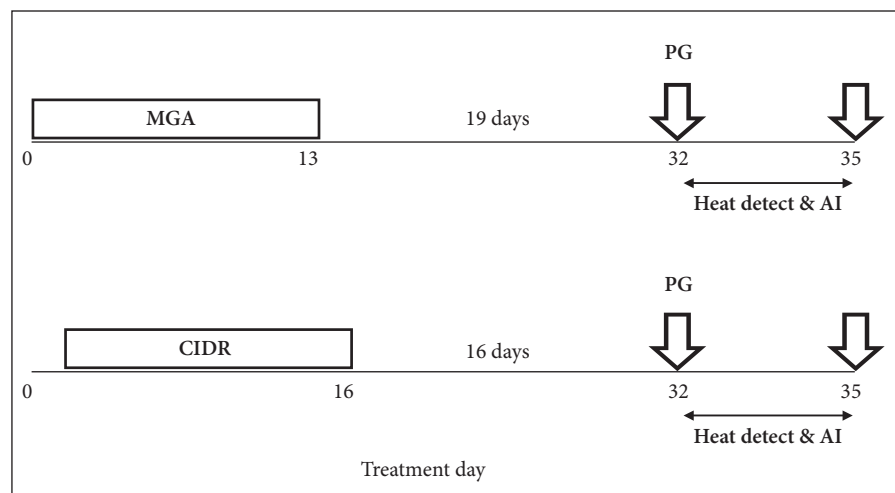 PG
MGA
19 days
0
13
32
35
Heat detect & AI
PG
CIDR
16 days
0
16
32
35
Heat detect & AI
Treatment day